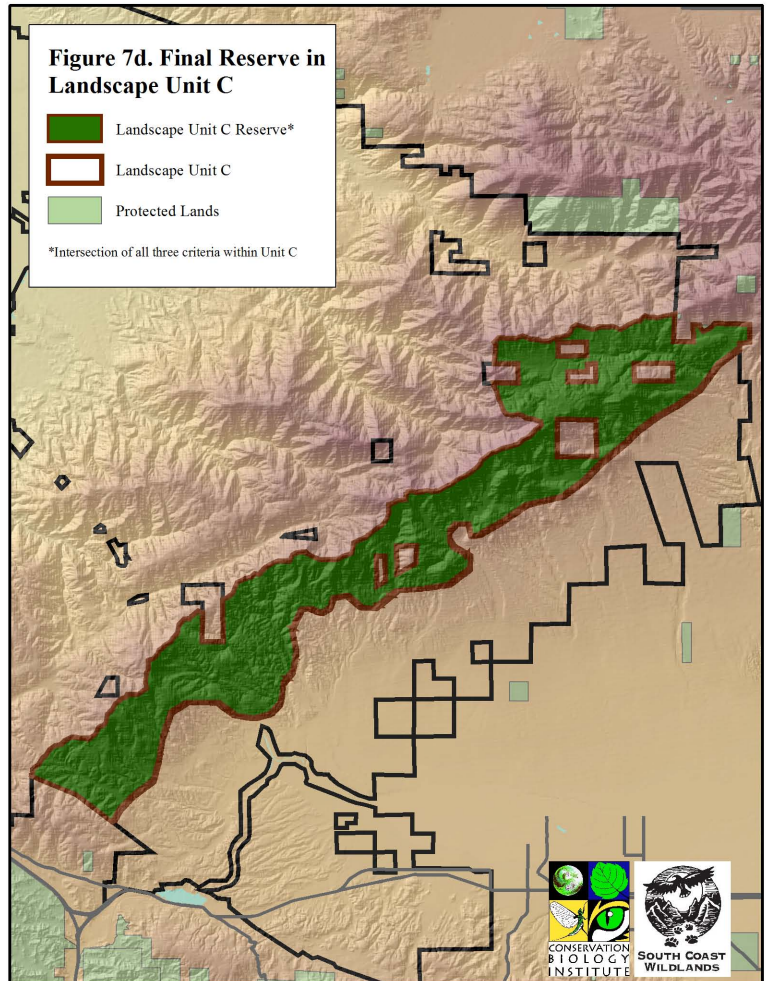 Figure 7d. Final Reserve in
Landscape Unit C
Landscape Unit C Reserve*
Landscape Unit C
Protected Lands
*Intersection of all three criteria within Unit C
CONSERVATION
BIOLOGY
INSTITUTE
SOUTH COAST
WILDLANDS